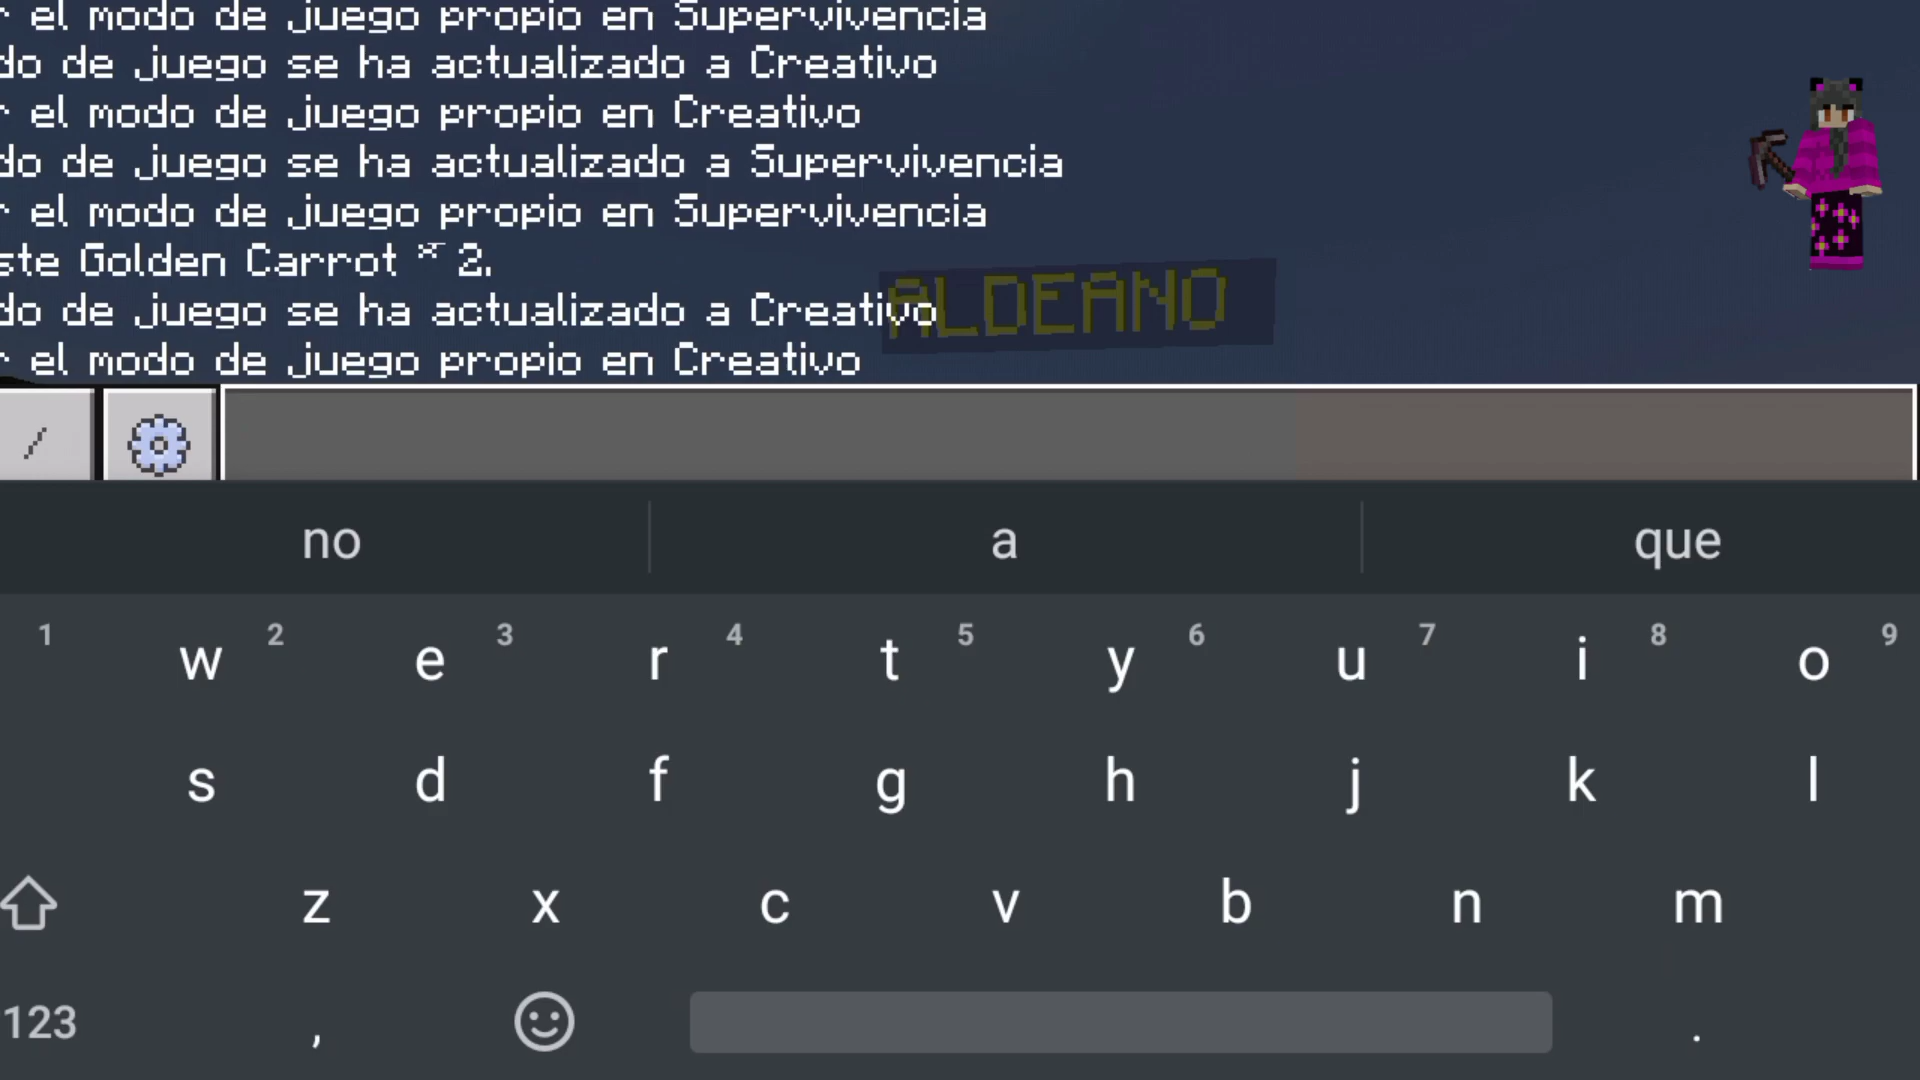 r el modo de juego propio en Supervivencia
do de juego se ha actualizado a Creativo
r el modo de juego propio en Creativo
do de juego se ha actualizado a Supervivencia
r el modo de juego propio en Supervivencia
ste Golden Carrot * 2.
do de juego se ha actualizado a Creativo
ALDEANO
r el modo de juego propio en Creativo
/
no a que
1 2 3 4 5 6 7 8 9
w e r t y u i o
s d f g h j k l
z x c v b n m
123 , .